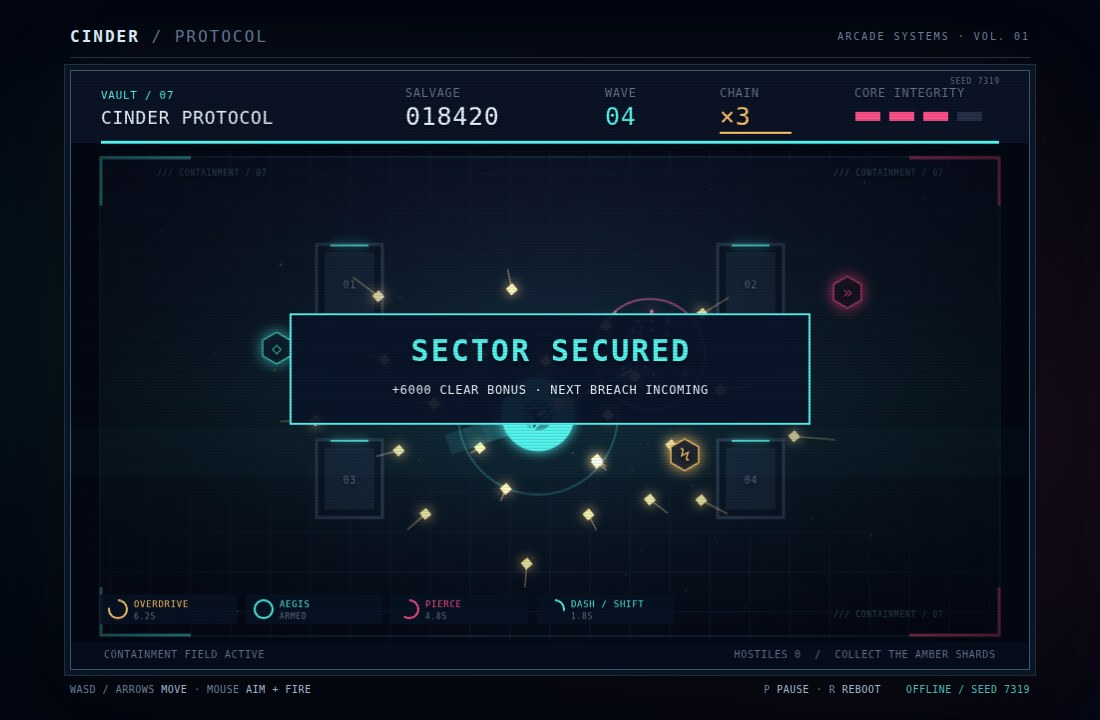 CINDER / PROTOCOL
ARCADE SYSTEMS · VOL. 01
SEED 7319
VAULT / 07
CINDER PROTOCOL
SALVAGE
018420
WAVE
04
CHAIN
×3
CORE INTEGRITY
/// CONTAINMENT / 07
/// CONTAINMENT / 07
01
02
SECTOR SECURED
+6000 CLEAR BONUS · NEXT BREACH INCOMING
03
04
OVERDRIVE
6.2S
AEGIS
ARMED
PIERCE
4.8S
DASH / SHIFT
1.8S
/// CONTAINMENT / 07
CONTAINMENT FIELD ACTIVE
HOSTILES 0 / COLLECT THE AMBER SHARDS
WASD / ARROWS MOVE · MOUSE AIM + FIRE
P PAUSE · R REBOOT
OFFLINE / SEED 7319